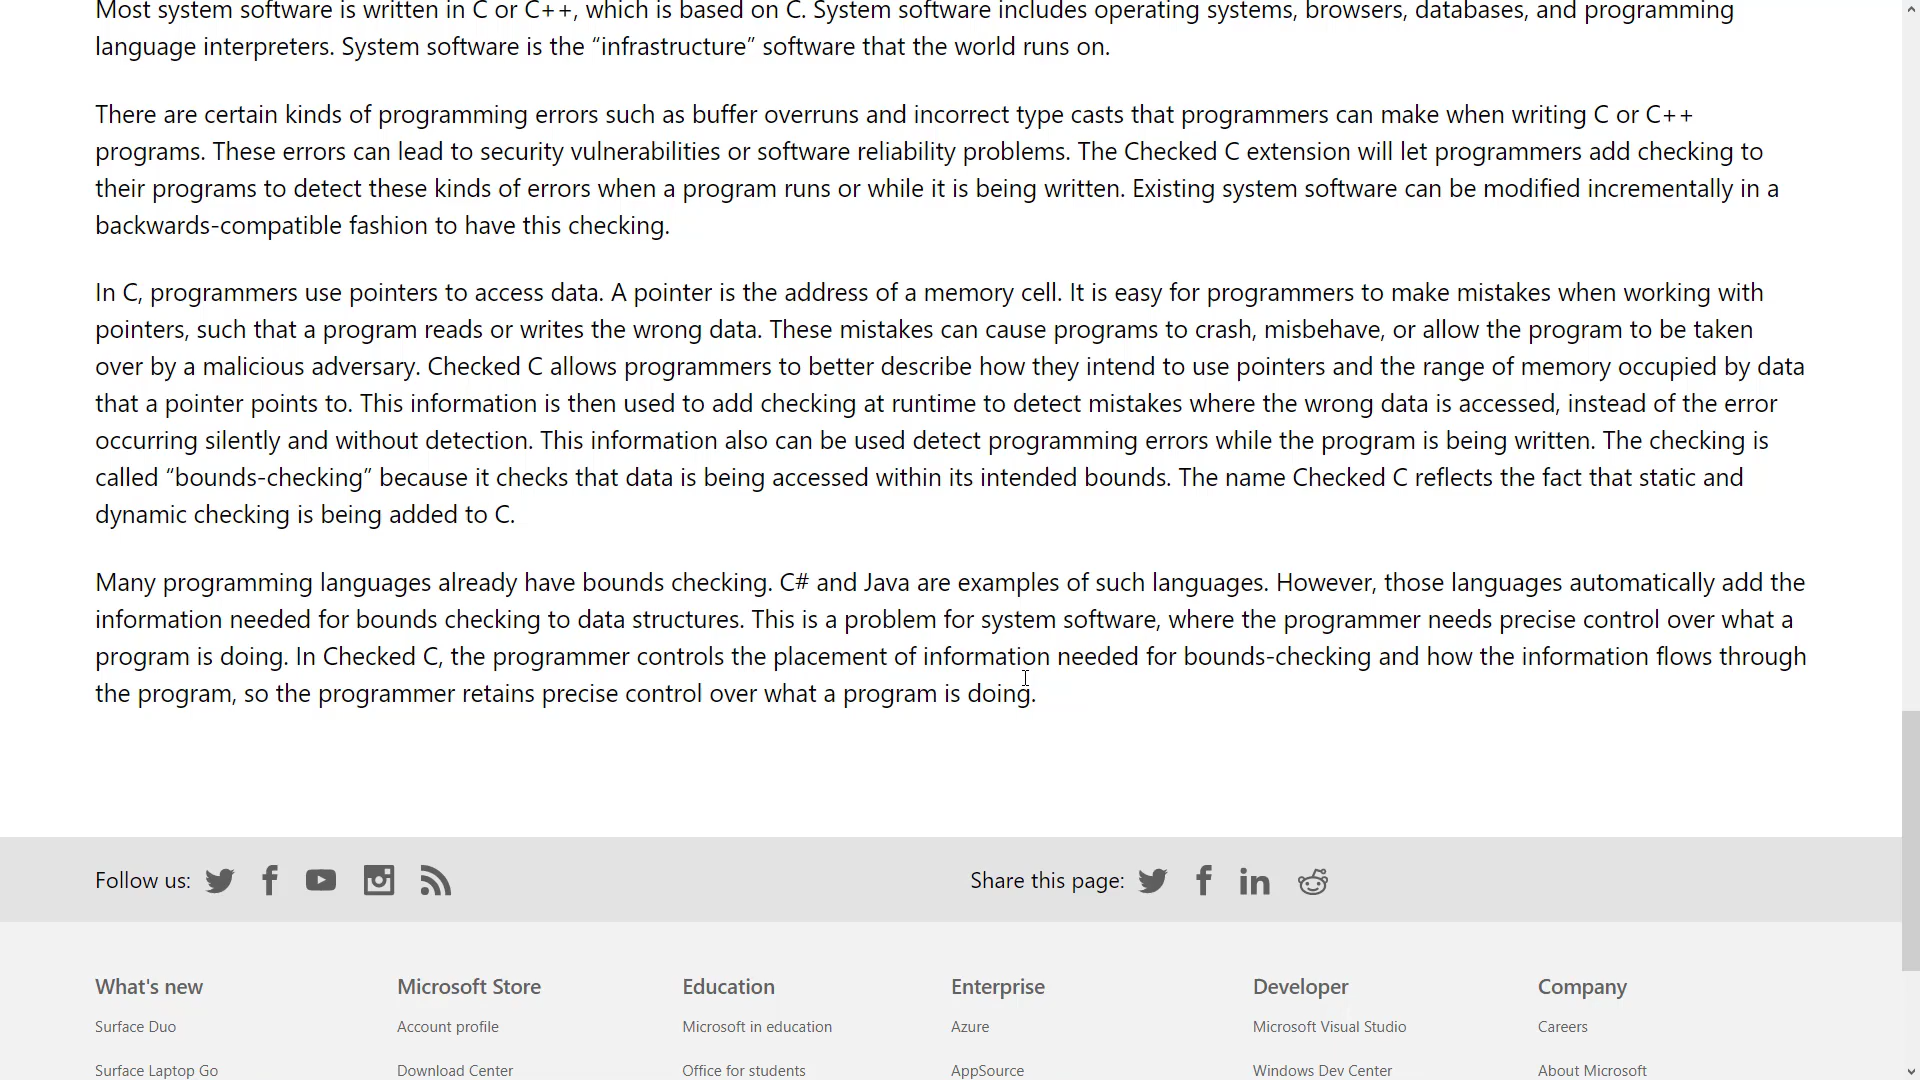 Most system software is written in C or C++, which is based on C. System software includes operating systems, browsers, databases, and programming
language interpreters. System software is the “infrastructure” software that the world runs on.
There are certain kinds of programming errors such as buffer overruns and incorrect type casts that programmers can make when writing C or C++
programs. These errors can lead to security vulnerabilities or software reliability problems. The Checked C extension will let programmers add checking to
their programs to detect these kinds of errors when a program runs or while it is being written. Existing system software can be modified incrementally in a
backwards-compatible fashion to have this checking.
In C, programmers use pointers to access data. A pointer is the address of a memory cell. It is easy for programmers to make mistakes when working with
pointers, such that a program reads or writes the wrong data. These mistakes can cause programs to crash, misbehave, or allow the program to be taken
over by a malicious adversary. Checked C allows programmers to better describe how they intend to use pointers and the range of memory occupied by data
that a pointer points to. This information is then used to add checking at runtime to detect mistakes where the wrong data is accessed, instead of the error
occurring silently and without detection. This information also can be used detect programming errors while the program is being written. The checking is
called “bounds-checking” because it checks that data is being accessed within its intended bounds. The name Checked C reflects the fact that static and
dynamic checking is being added to C.
Many programming languages already have bounds checking. C# and Java are examples of such languages. However, those languages automatically add the
information needed for bounds checking to data structures. This is a problem for system software, where the programmer needs precise control over what a
program is doing. In Checked C, the programmer controls the placement of information needed for bounds-checking and how the information flows through
the program, so the programmer retains precise control over what a program is doing.
Follow us: Share this page:
What's new Microsoft Store Education Enterprise Developer Company
Surface Duo Account profile Microsoft in education Azure Microsoft Visual Studio Careers
Surface Laptop Go Download Center Office for students AppSource Windows Dev Center About Microsoft